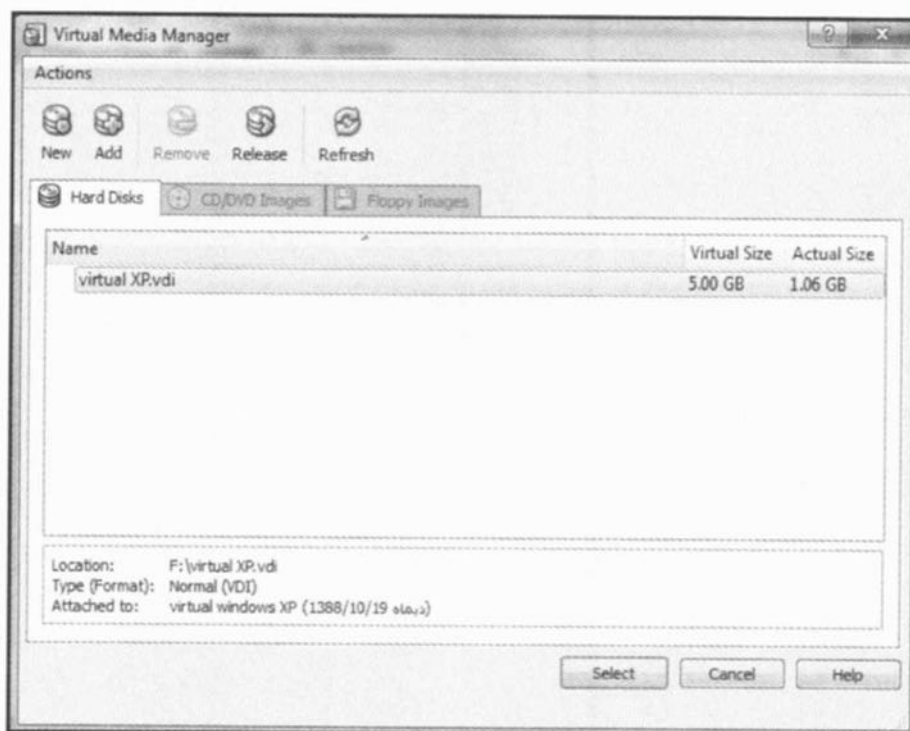 Virtual Media Manager
Actions
New Add Remove Release Refresh
Hard Disks CD/DVD Images Floppy Images
Name Virtual Size Actual Size
virtual XP.vdi 5.00 GB 1.06 GB
Location: F:\virtual XP.vdi
Type (Format): Normal (VDI)
Attached to: virtual windows XP (1388/10/19 دیماه)
Select Cancel Help